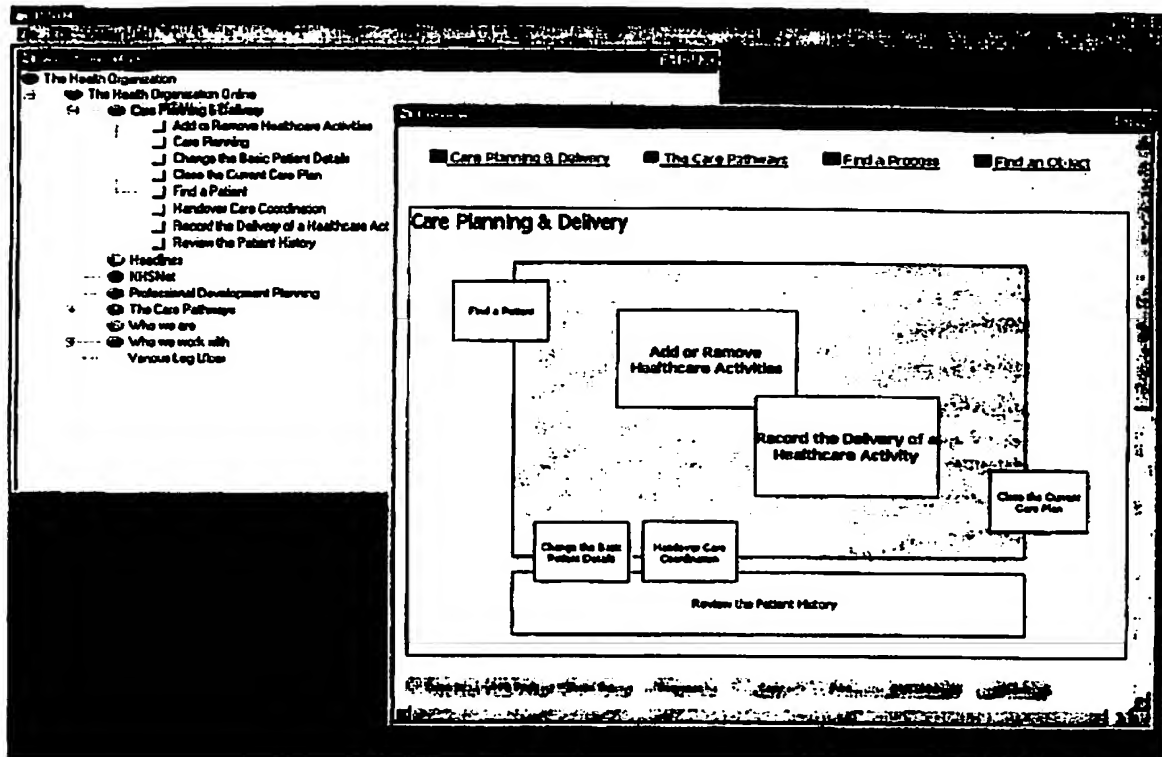 The Health Organization
The Health Organization Online
Care Planning & Delivery
Add or Remove Healthcare Activities
Care Planning
Change the Basic Patient Details
Close the Current Care Plan
Find a Patient
Handover Care Coordination
Record the Delivery of a Healthcare Act
Review the Patient History
Headlines
NHSNet
Professional Development Planning
The Care Pathways
Who we are
Who we work with
Care Planning & Delivery The Care Pathways Find a Process Find an Object
Care Planning & Delivery
Find a Patient
Add or Remove
Healthcare Activities
Record the Delivery of a
Healthcare Activity
Close the Current
Care Plan
Change the Basic
Patient Details
Handover Care
Coordination
Review the Patient History